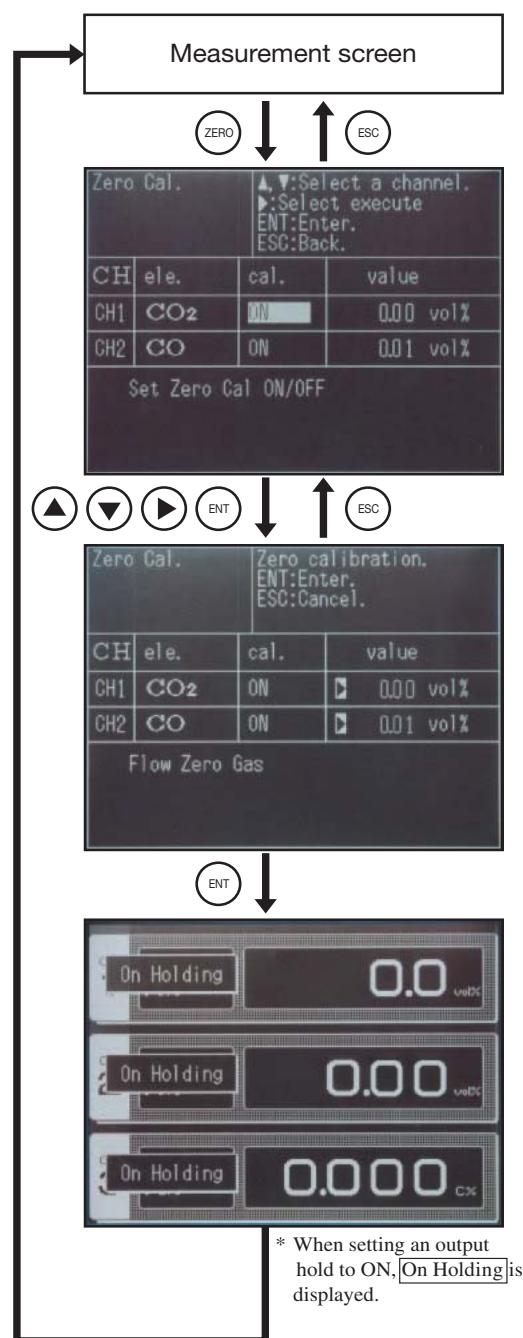 Measurement screen
ZERO ESC
Zero Cal. ▲,▼:Select a channel.
▶:Select execute
ENT:Enter.
ESC:Back.
CH ele. cal. value
CH1 CO2 ON 0.00 vol%
CH2 CO ON 0.01 vol%
Set Zero Cal ON/OFF
ENT ESC
Zero Cal. Zero calibration.
ENT:Enter.
ESC:Cancel.
CH ele. cal. value
CH1 CO2 ON 0.00 vol%
CH2 CO ON 0.01 vol%
Flow Zero Gas
ENT
On Holding 0.0 vol%
On Holding 0.00 vol%
On Holding 0.000
* When setting an output
hold to ON, On Holding is
displayed.